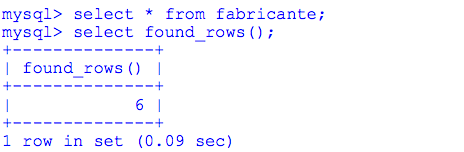 mysql> select * from fabricante;
mysql> select found_rows();
+--------------+
| found_rows() |
+--------------+
|            6 |
+--------------+
1 row in set (0.09 sec)